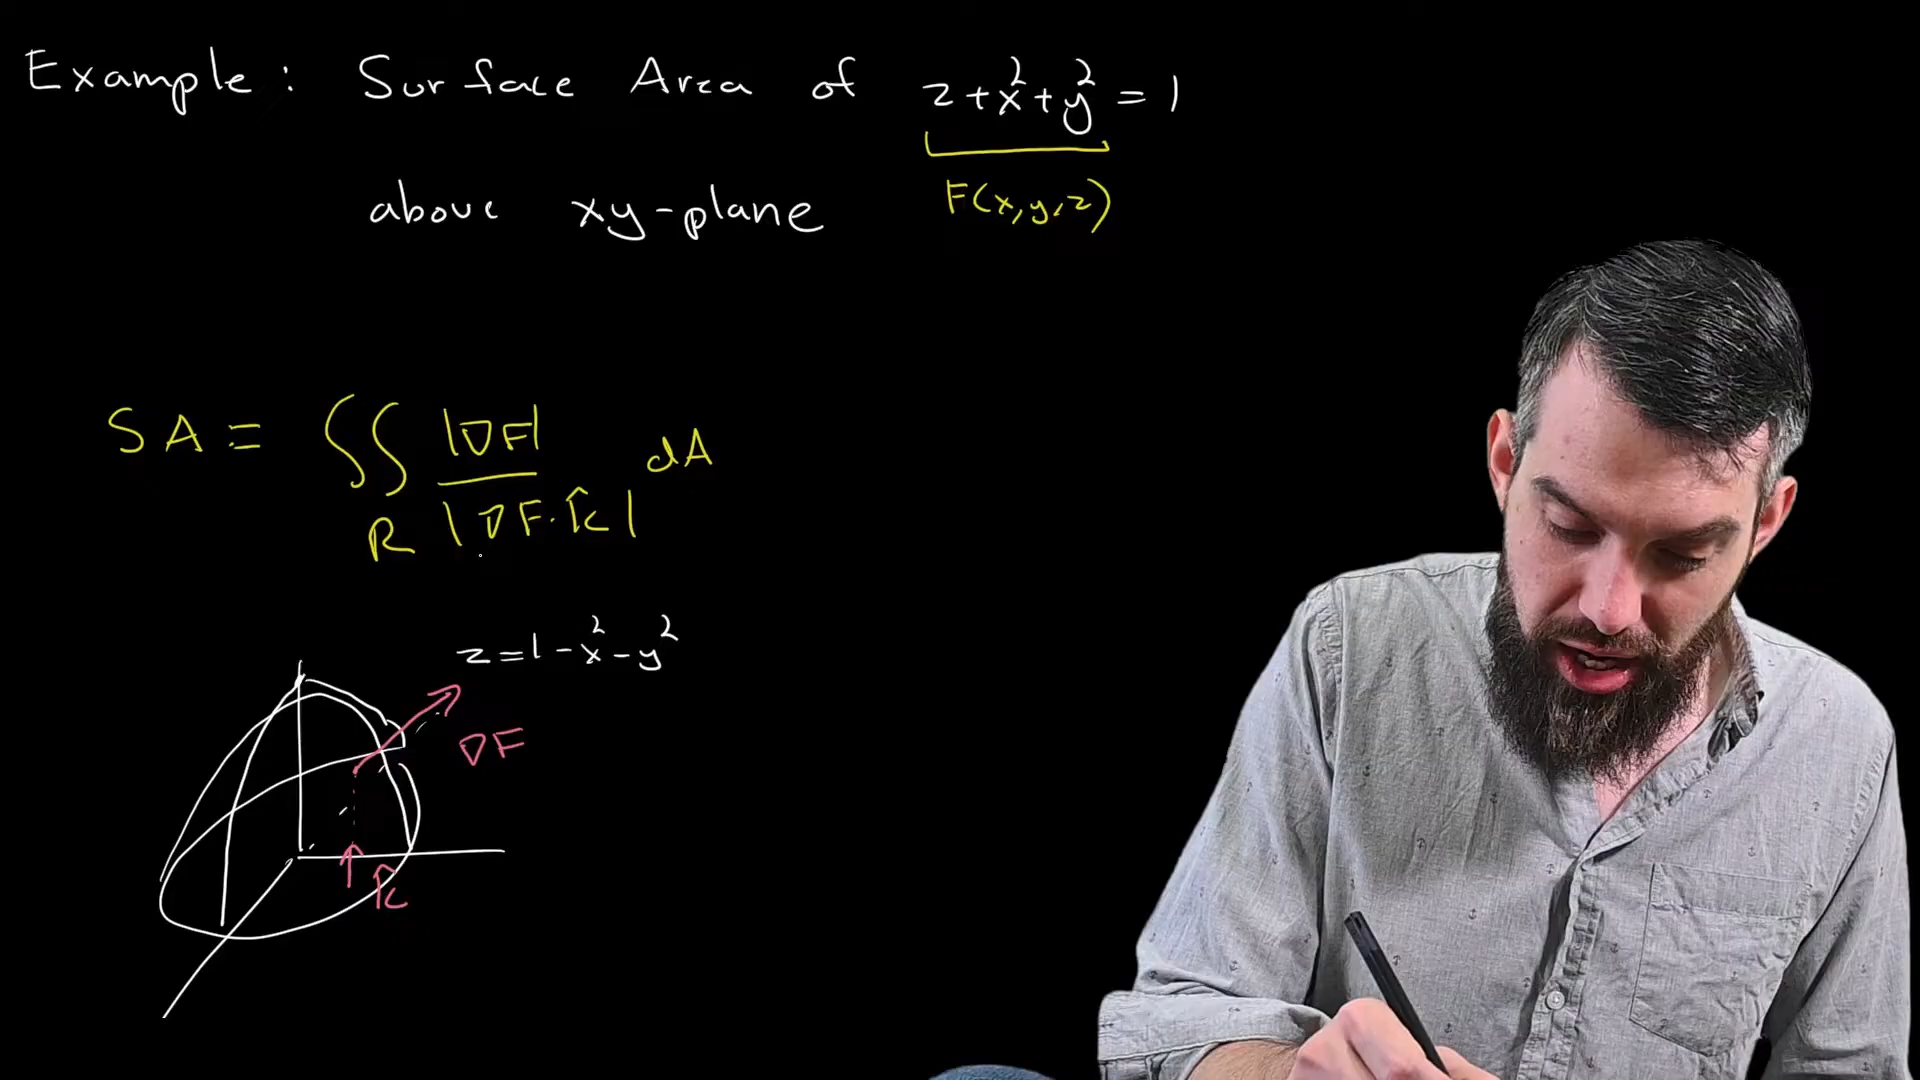 Example: Surface Area of z+x²+y²=1
above xy-plane F(x,y,z)
SA = ∬_R |∇F| / |∇F·k̂| dA
z=1-x²-y²
∇F
k̂